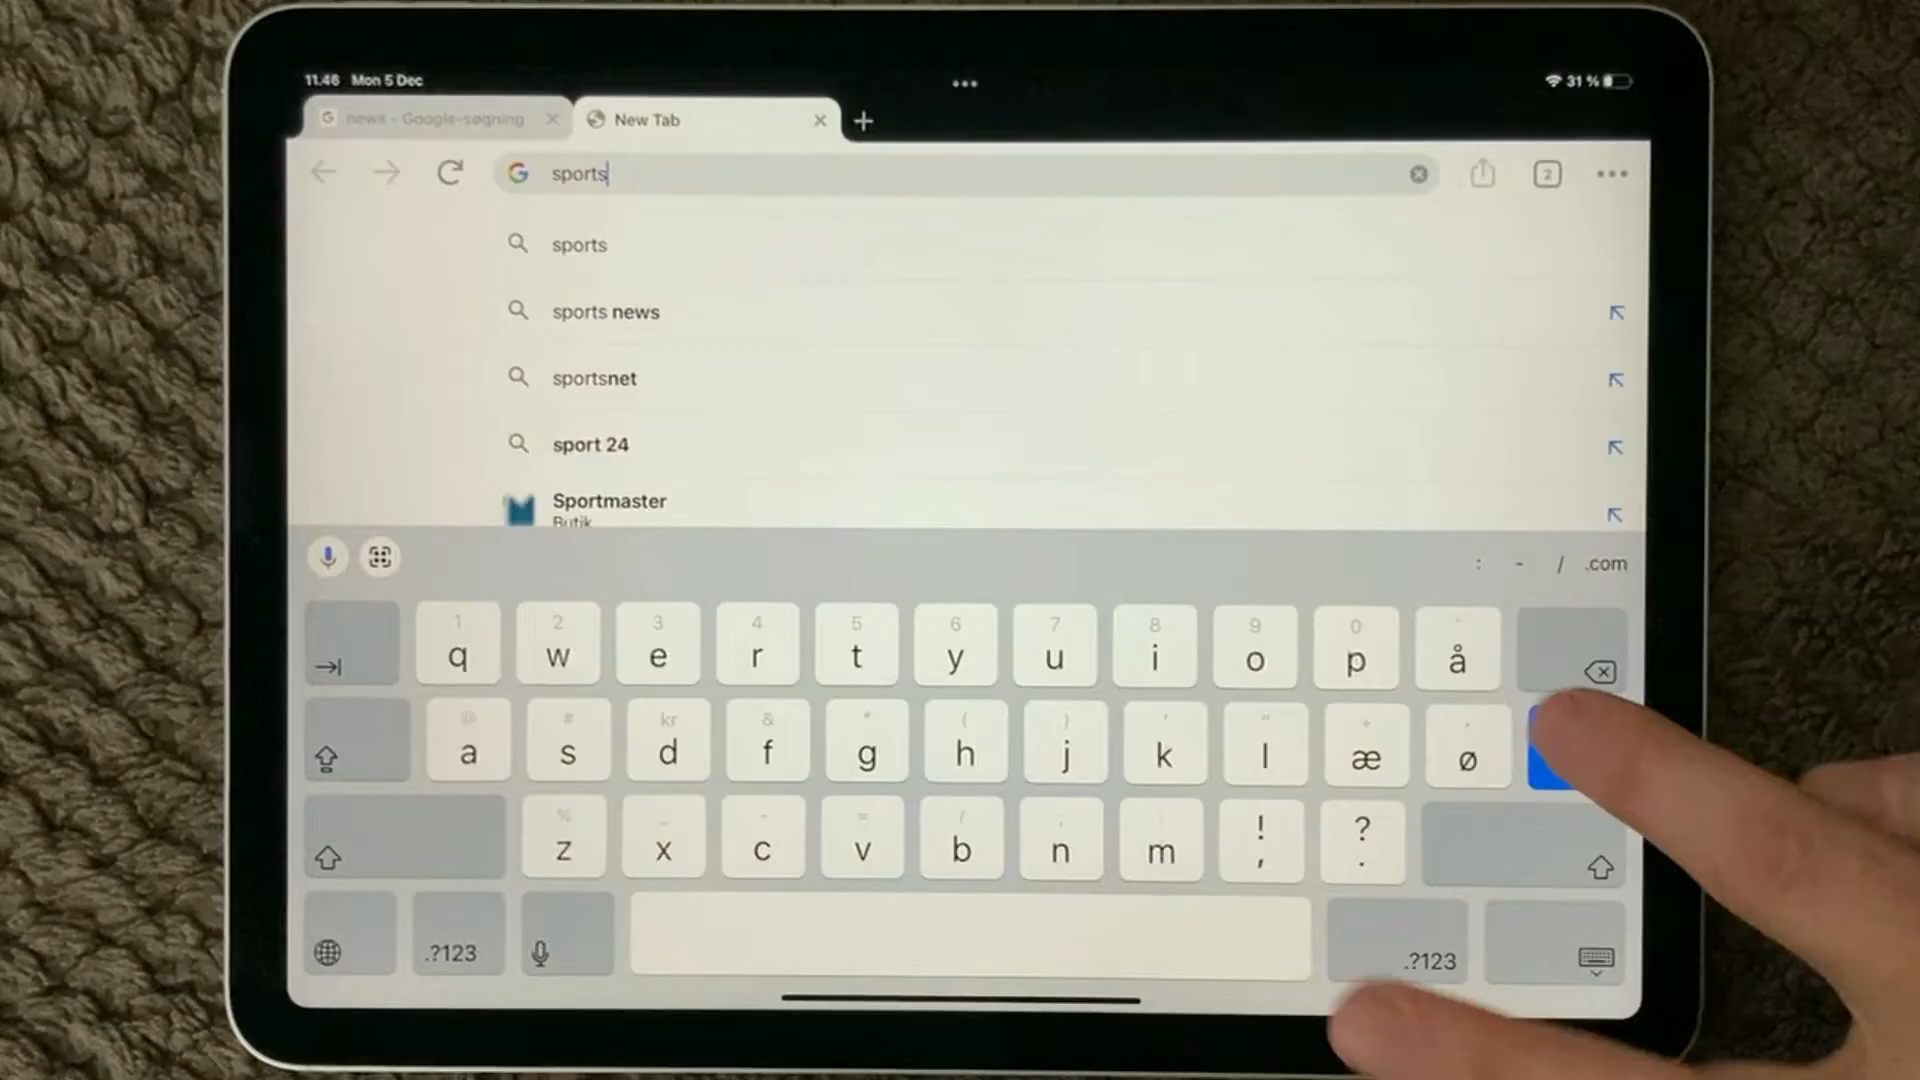 11.46 Mon 5 Dec
31 %
news - Google-søgning
New Tab
sports
2
sports
sports news
sportsnet
sport 24
Sportmaster
Butik
: - / .com
1 2 3 4 5 6 7 8 9 0
q w e r t y u i o p å
@ # kr & * ( ) ' " +
a s d f g h j k l æ ø
% _ - = / ; :
z x c v b n m ! , ? .
.?123
.?123